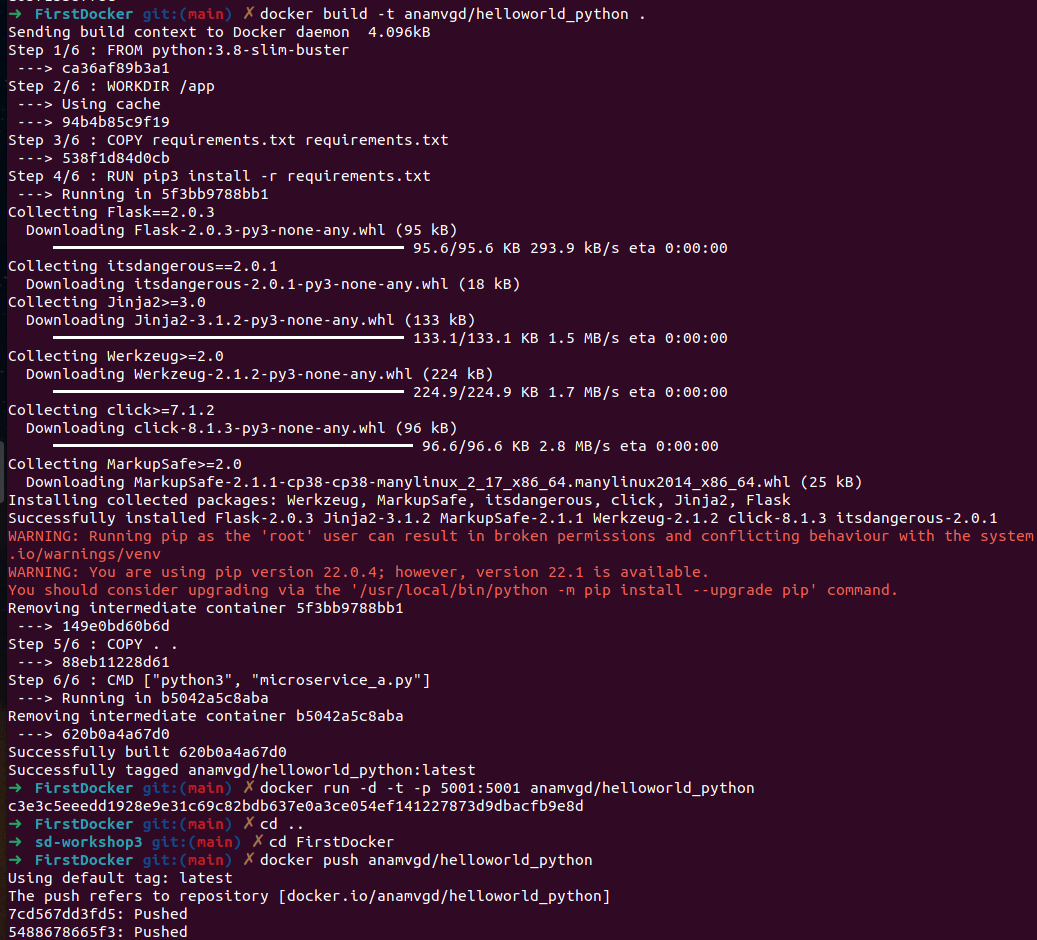 ➜ FirstDocker git:(main) ✗ docker build -t anamvgd/helloworld_python .
Sending build context to Docker daemon  4.096kB
Step 1/6 : FROM python:3.8-slim-buster
 ---> ca36af89b3a1
Step 2/6 : WORKDIR /app
 ---> Using cache
 ---> 94b4b85c9f19
Step 3/6 : COPY requirements.txt requirements.txt
 ---> 538f1d84d0cb
Step 4/6 : RUN pip3 install -r requirements.txt
 ---> Running in 5f3bb9788bb1
Collecting Flask==2.0.3
  Downloading Flask-2.0.3-py3-none-any.whl (95 kB)
95.6/95.6 KB 293.9 kB/s eta 0:00:00
Collecting itsdangerous==2.0.1
  Downloading itsdangerous-2.0.1-py3-none-any.whl (18 kB)
Collecting Jinja2>=3.0
  Downloading Jinja2-3.1.2-py3-none-any.whl (133 kB)
133.1/133.1 KB 1.5 MB/s eta 0:00:00
Collecting Werkzeug>=2.0
  Downloading Werkzeug-2.1.2-py3-none-any.whl (224 kB)
224.9/224.9 KB 1.7 MB/s eta 0:00:00
Collecting click>=7.1.2
  Downloading click-8.1.3-py3-none-any.whl (96 kB)
96.6/96.6 KB 2.8 MB/s eta 0:00:00
Collecting MarkupSafe>=2.0
  Downloading MarkupSafe-2.1.1-cp38-cp38-manylinux_2_17_x86_64.manylinux2014_x86_64.whl (25 kB)
Installing collected packages: Werkzeug, MarkupSafe, itsdangerous, click, Jinja2, Flask
Successfully installed Flask-2.0.3 Jinja2-3.1.2 MarkupSafe-2.1.1 Werkzeug-2.1.2 click-8.1.3 itsdangerous-2.0.1
WARNING: Running pip as the 'root' user can result in broken permissions and conflicting behaviour with the system
.io/warnings/venv
WARNING: You are using pip version 22.0.4; however, version 22.1 is available.
You should consider upgrading via the '/usr/local/bin/python -m pip install --upgrade pip' command.
Removing intermediate container 5f3bb9788bb1
 ---> 149e0bd60b6d
Step 5/6 : COPY . .
 ---> 88eb11228d61
Step 6/6 : CMD ["python3", "microservice_a.py"]
 ---> Running in b5042a5c8aba
Removing intermediate container b5042a5c8aba
 ---> 620b0a4a67d0
Successfully built 620b0a4a67d0
Successfully tagged anamvgd/helloworld_python:latest
➜ FirstDocker git:(main) ✗ docker run -d -t -p 5001:5001 anamvgd/helloworld_python
c3e3c5eeedd1928e9e31c69c82bdb637e0a3ce054ef141227873d9dbacfb9e8d
➜ FirstDocker git:(main) ✗ cd ..
➜ sd-workshop3 git:(main) ✗ cd FirstDocker
➜ FirstDocker git:(main) ✗ docker push anamvgd/helloworld_python
Using default tag: latest
The push refers to repository [docker.io/anamvgd/helloworld_python]
7cd567dd3fd5: Pushed
5488678665f3: Pushed